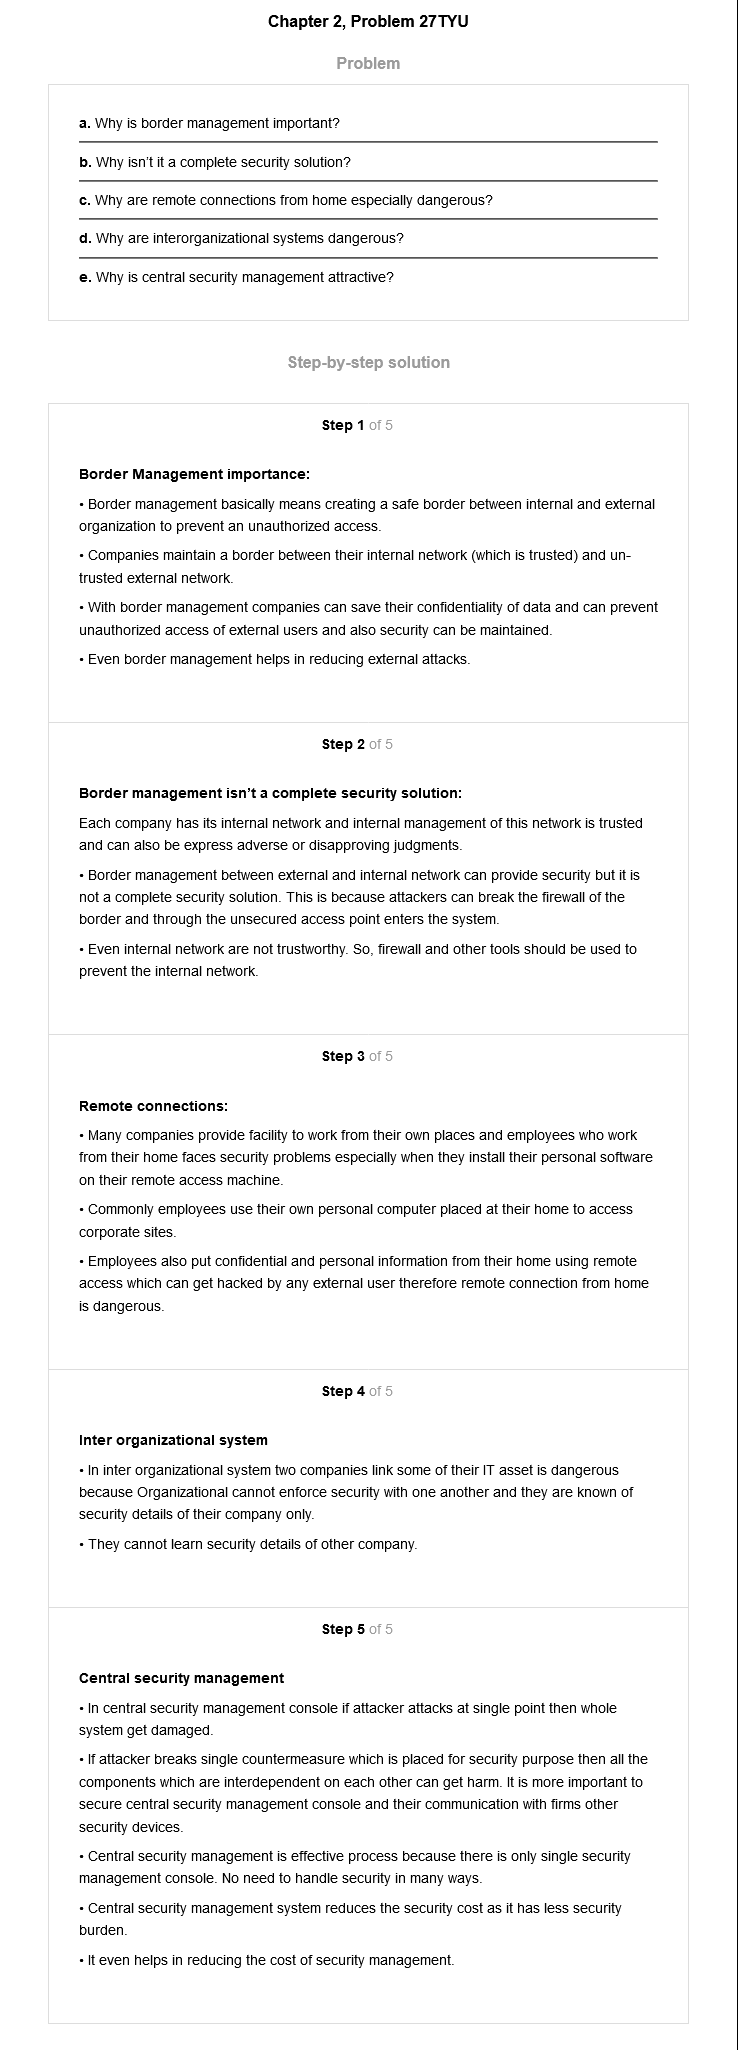 Chapter 2, Problem 27TYU
Problem
a. Why is border management important?
b. Why isn’t it a complete security solution?
c. Why are remote connections from home especially dangerous?
d. Why are interorganizational systems dangerous?
e. Why is central security management attractive?
Step-by-step solution
Step 1 of 5
Border Management importance:
• Border management basically means creating a safe border between internal and external
organization to prevent an unauthorized access.
• Companies maintain a border between their internal network (which is trusted) and un-
trusted external network.
• With border management companies can save their confidentiality of data and can prevent
unauthorized access of external users and also security can be maintained.
• Even border management helps in reducing external attacks.
Step 2 of 5
Border management isn’t a complete security solution:
Each company has its internal network and internal management of this network is trusted
and can also be express adverse or disapproving judgments.
• Border management between external and internal network can provide security but it is
not a complete security solution. This is because attackers can break the firewall of the
border and through the unsecured access point enters the system.
• Even internal network are not trustworthy. So, firewall and other tools should be used to
prevent the internal network.
Step 3 of 5
Remote connections:
• Many companies provide facility to work from their own places and employees who work
from their home faces security problems especially when they install their personal software
on their remote access machine.
• Commonly employees use their own personal computer placed at their home to access
corporate sites.
• Employees also put confidential and personal information from their home using remote
access which can get hacked by any external user therefore remote connection from home
is dangerous.
Step 4 of 5
Inter organizational system
• In inter organizational system two companies link some of their IT asset is dangerous
because Organizational cannot enforce security with one another and they are known of
security details of their company only.
• They cannot learn security details of other company.
Step 5 of 5
Central security management
• In central security management console if attacker attacks at single point then whole
system get damaged.
• If attacker breaks single countermeasure which is placed for security purpose then all the
components which are interdependent on each other can get harm. It is more important to
secure central security management console and their communication with firms other
security devices.
• Central security management is effective process because there is only single security
management console. No need to handle security in many ways.
• Central security management system reduces the security cost as it has less security
burden.
• It even helps in reducing the cost of security management.